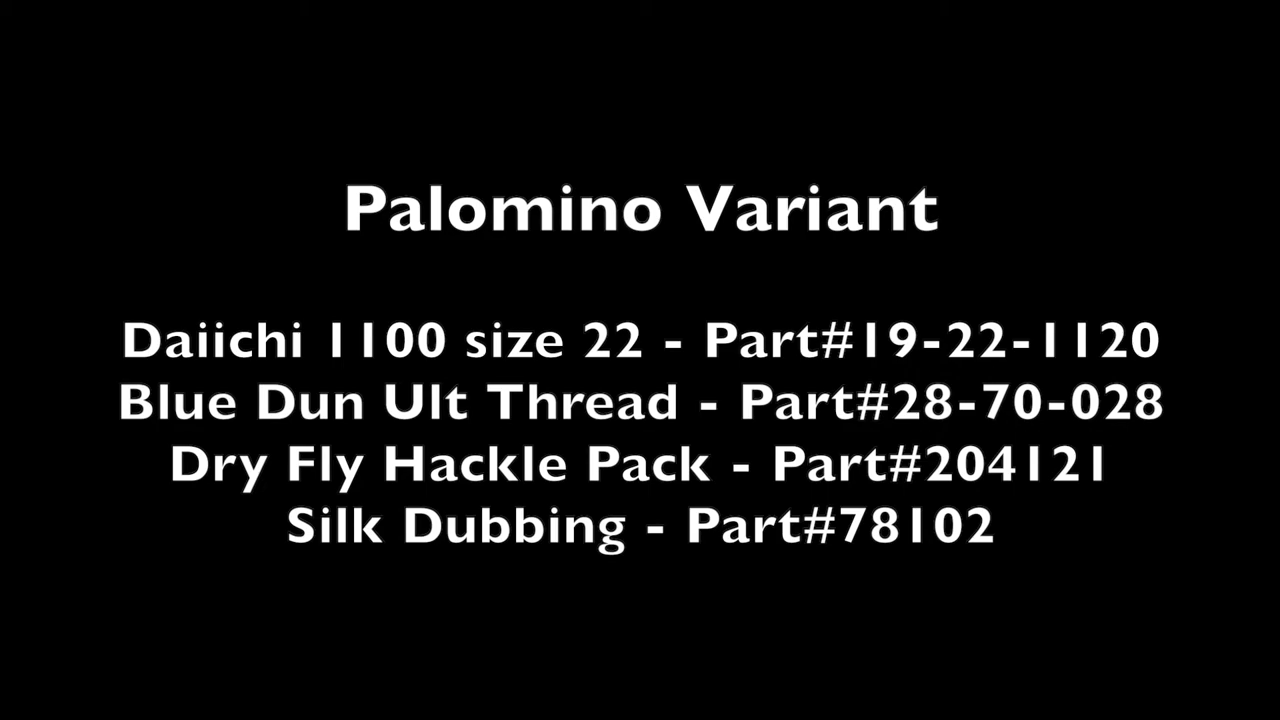 Palomino Variant
Daiichi 1100 size 22 - Part#19-22-1120
Blue Dun Ult Thread - Part#28-70-028
Dry Fly Hackle Pack - Part#204121
Silk Dubbing - Part#78102